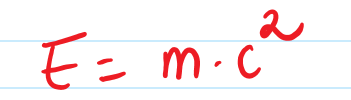 E = m · c²